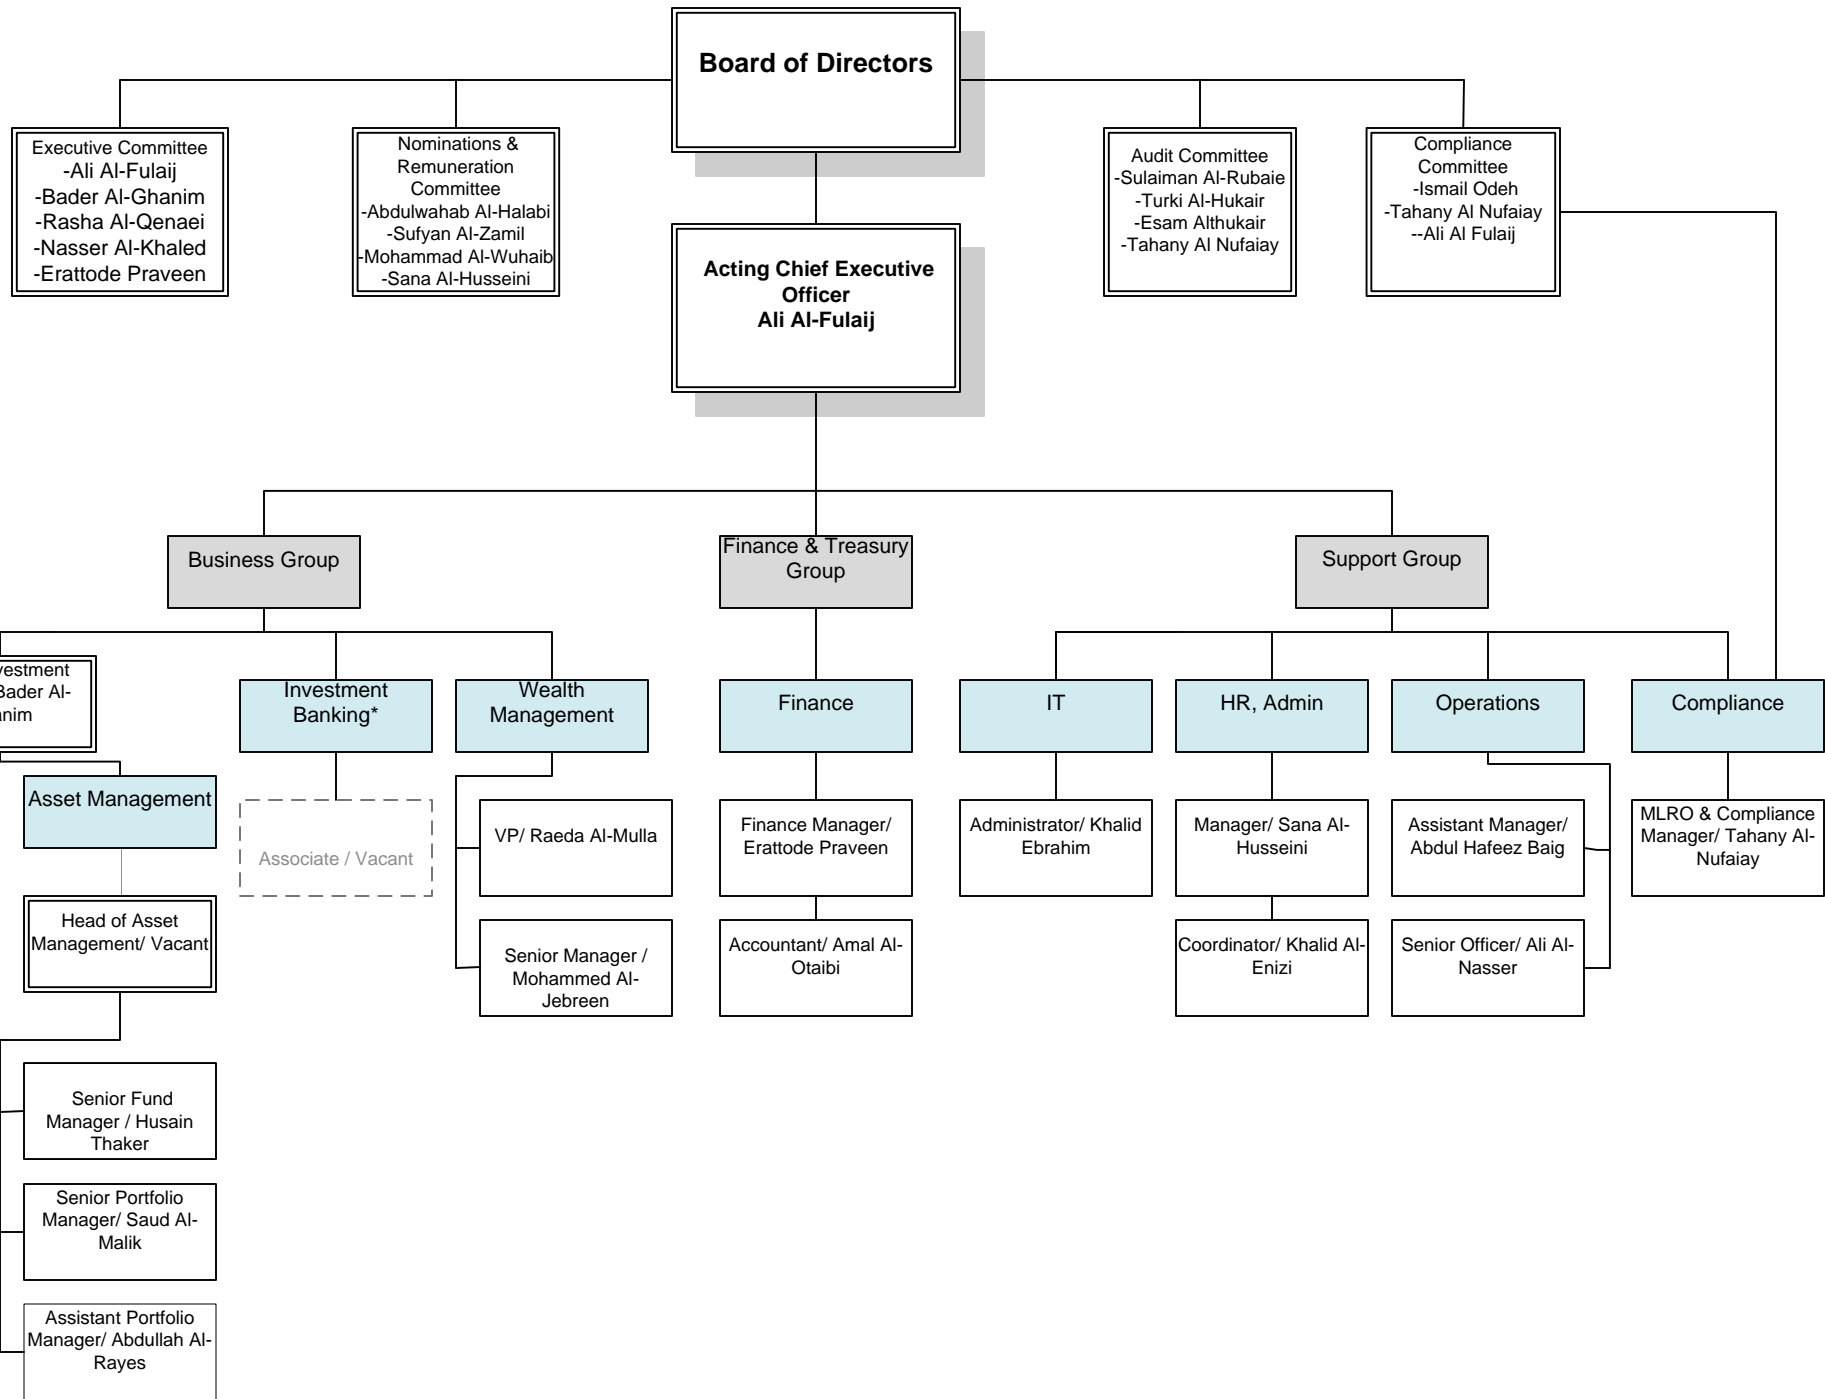 Board of Directors
Executive Committee
-Ali Al-Fulaij
-Bader Al-Ghanim
-Rasha Al-Qenaei
-Nasser Al-Khaled
-Erattode Praveen
Nominations &
Remuneration
Committee
-Abdulwahab Al-Halabi
-Sufyan Al-Zamil
-Mohammad Al-Wuhaib
-Sana Al-Husseini
Audit Committee
-Sulaiman Al-Rubaie
-Turki Al-Hukair
-Esam Althukair
-Tahany Al Nufaiay
Compliance
Committee
-Ismail Odeh
-Tahany Al Nufaiay
--Ali Al Fulaij
Acting Chief Executive
Officer
Ali Al-Fulaij
Business Group
Finance & Treasury
Group
Support Group
vestment
Bader Al-
anim
Investment
Banking*
Wealth
Management
Finance
IT
HR, Admin
Operations
Compliance
Asset Management
Associate / Vacant
VP/ Raeda Al-Mulla
Finance Manager/
Erattode Praveen
Administrator/ Khalid
Ebrahim
Manager/ Sana Al-
Husseini
Assistant Manager/
Abdul Hafeez Baig
MLRO & Compliance
Manager/ Tahany Al-
Nufaiay
Head of Asset
Management/ Vacant
Senior Manager /
Mohammed Al-
Jebreen
Accountant/ Amal Al-
Otaibi
Coordinator/ Khalid Al-
Enizi
Senior Officer/ Ali Al-
Nasser
Senior Fund
Manager / Husain
Thaker
Senior Portfolio
Manager/ Saud Al-
Malik
Assistant Portfolio
Manager/ Abdullah Al-
Rayes